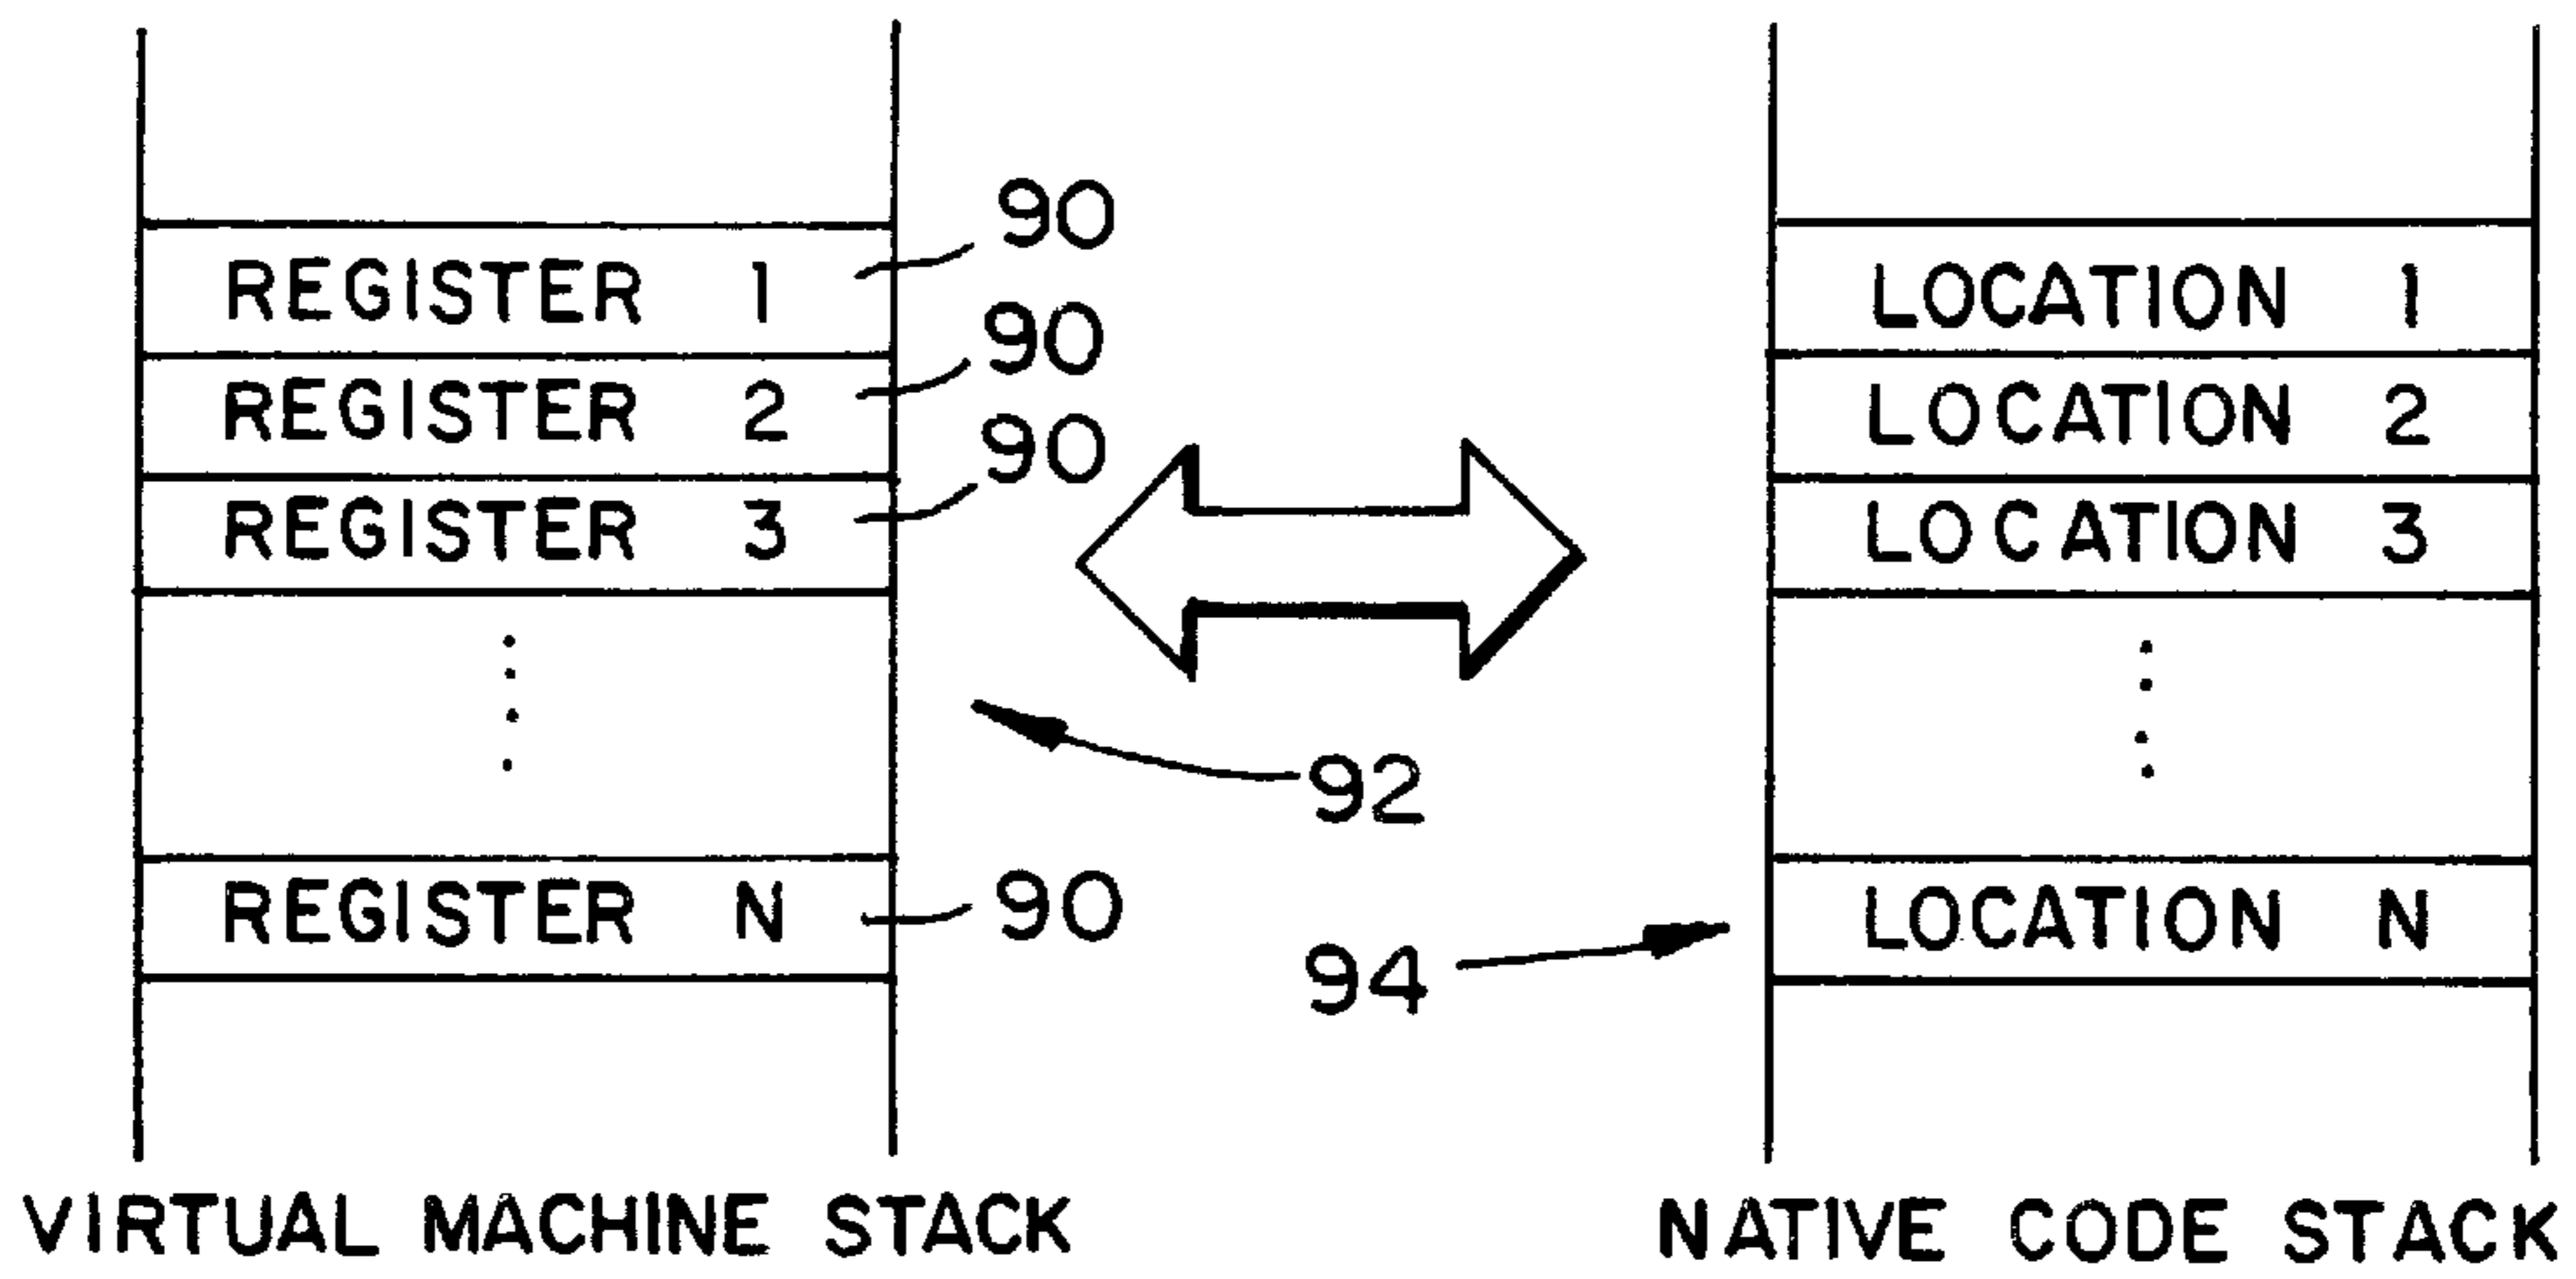 90
REGISTER 1
LOCATION 1
90
REGISTER 2
LOCATION 2
90
REGISTER 3
LOCATION 3
92
REGISTER N
90
LOCATION N
94
VIRTUAL MACHINE STACK
NATIVE CODE STACK